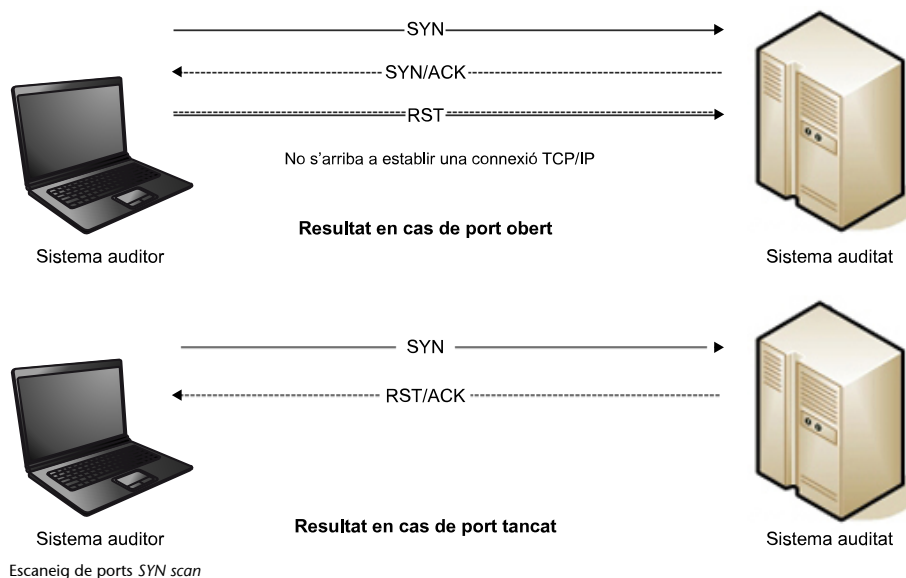 SYN
SYN/ACK
RST
No s'arriba a establir una connexió TCP/IP
Resultat en cas de port obert
Sistema auditor
Sistema auditat
SYN
RST/ACK
Resultat en cas de port tancat
Sistema auditor
Sistema auditat
Escaneig de ports SYN scan